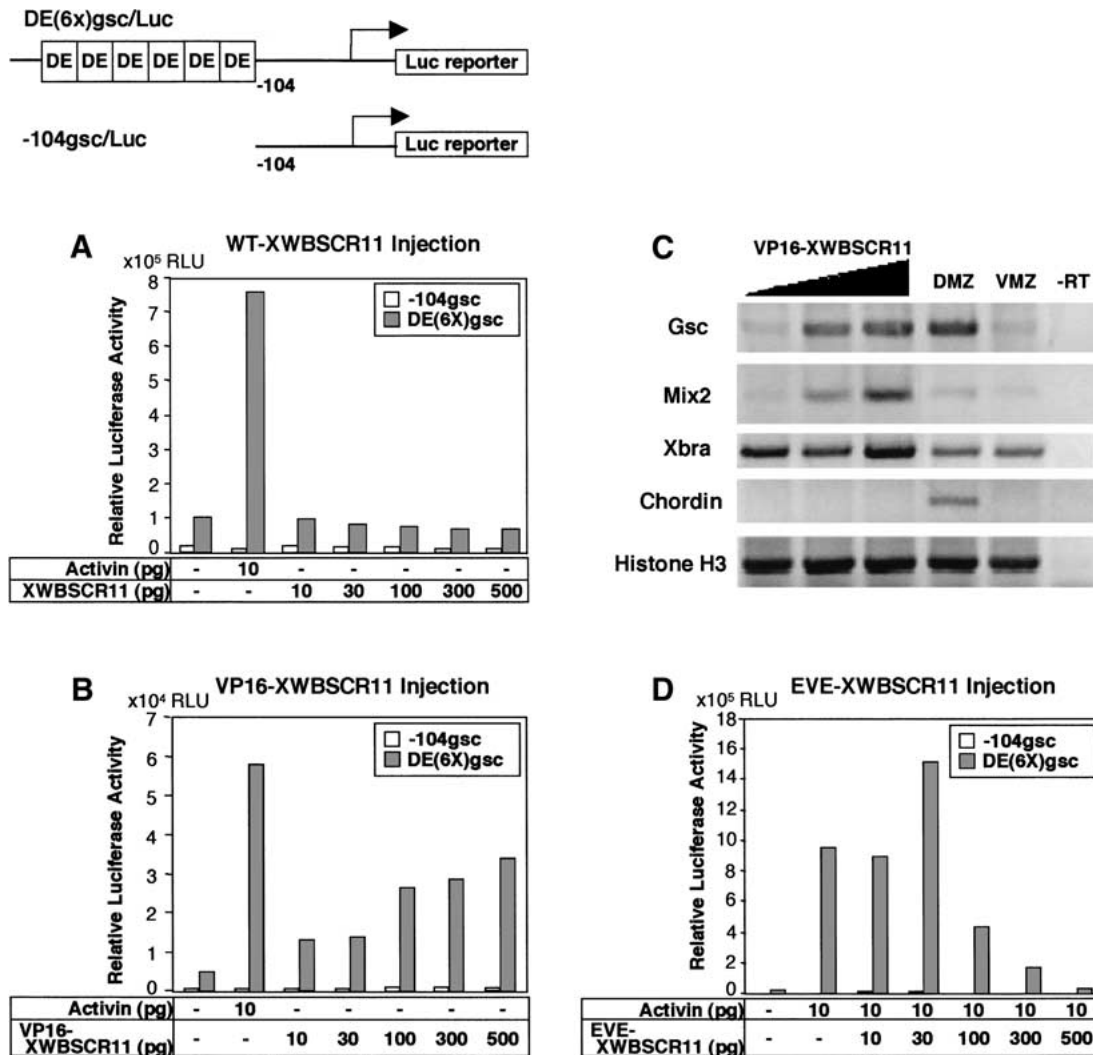 DE(6x)gsc/Luc
DE DE DE DE DE DE
-104
Luc reporter
-104gsc/Luc
-104
Luc reporter
A
WT-XWBSCR11 Injection
x10⁵ RLU
Relative Luciferase Activity
8
7
6
5
4
3
2
1
0
-104gsc
DE(6X)gsc
Activin (pg) - 10 - - - - -
XWBSCR11 (pg) - - 10 30 100 300 500
C
VP16-XWBSCR11
DMZ VMZ -RT
Gsc
Mix2
Xbra
Chordin
Histone H3
B
VP16-XWBSCR11 Injection
x10⁴ RLU
Relative Luciferase Activity
7
6
5
4
3
2
1
0
-104gsc
DE(6X)gsc
Activin (pg) - 10 - - - - -
VP16-
XWBSCR11 (pg) - - 10 30 100 300 500
D
EVE-XWBSCR11 Injection
x10⁵ RLU
Relative Luciferase Activity
18
16
14
12
10
8
6
4
2
0
-104gsc
DE(6X)gsc
Activin (pg) - 10 10 10 10 10 10
EVE-
XWBSCR11 (pg) - - 10 30 100 300 500